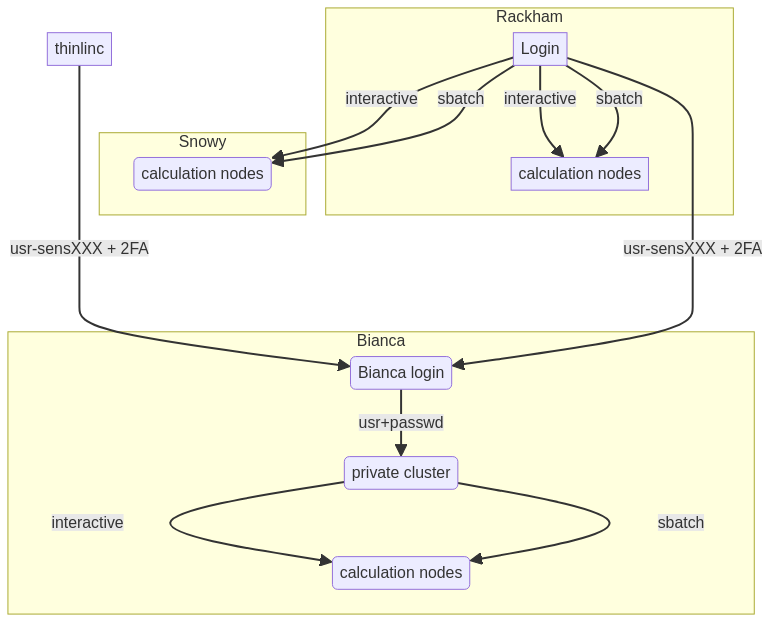 Rackham
thinlinc
Login
interactive
sbatch
interactive
sbatch
Snowy
calculation nodes
calculation nodes
usr-sensXXX + 2FA
usr-sensXXX + 2FA
Bianca
Bianca login
usr+passwd
private cluster
interactive
sbatch
calculation nodes